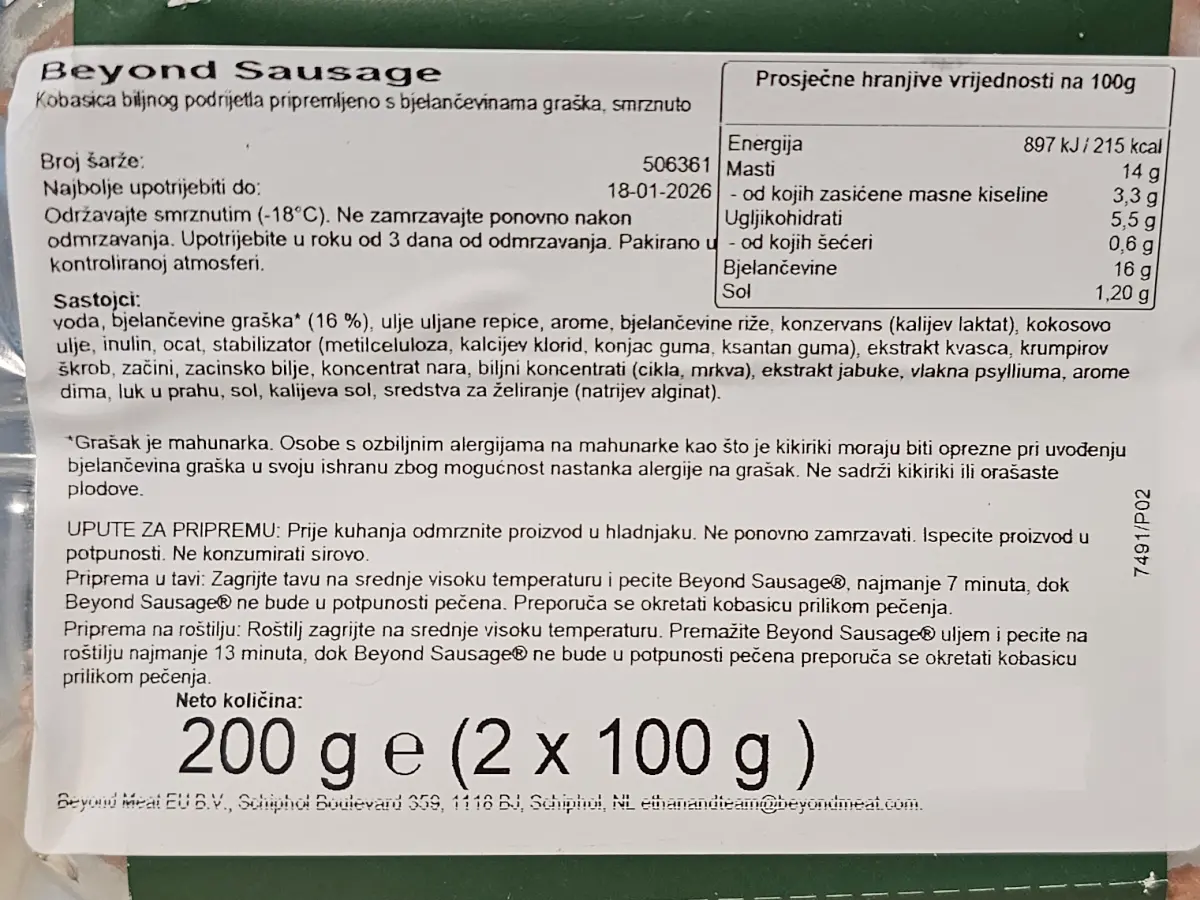 Beyond Sausage
Kobasica biljnog podrijetla pripremljeno s bjelančevinama graška, smrznuto
Broj šarže: 506361
Najbolje upotrijebiti do: 18-01-2026
Održavajte smrznutim (-18°C). Ne zamrzavajte ponovno nakon
odmrzavanja. Upotrijebite u roku od 3 dana od odmrzavanja. Pakirano u
kontroliranoj atmosferi.
Prosječne hranjive vrijednosti na 100g
Energija 897 kJ / 215 kcal
Masti 14 g
- od kojih zasićene masne kiseline 3,3 g
Ugljikohidrati 5,5 g
- od kojih šećeri 0,6 g
Bjelančevine 16 g
Sol 1,20 g
Sastojci:
voda, bjelančevine graška* (16 %), ulje uljane repice, arome, bjelančevine riže, konzervans (kalijev laktat), kokosovo
ulje, inulin, ocat, stabilizator (metilceluloza, kalcijev klorid, konjac guma, ksantan guma), ekstrakt kvasca, krumpirov
škrob, začini, zacinsko bilje, koncentrat nara, biljni koncentrati (cikla, mrkva), ekstrakt jabuke, vlakna psylliuma, arome
dima, luk u prahu, sol, kalijeva sol, sredstva za želiranje (natrijev alginat).
*Grašak je mahunarka. Osobe s ozbiljnim alergijama na mahunarke kao što je kikiriki moraju biti oprezne pri uvođenju
bjelančevina graška u svoju ishranu zbog mogućnost nastanka alergije na grašak. Ne sadrži kikiriki ili orašaste
plodove.
UPUTE ZA PRIPREMU: Prije kuhanja odmrznite proizvod u hladnjaku. Ne ponovno zamrzavati. Ispecite proizvod u
potpunosti. Ne konzumirati sirovo.
Priprema u tavi: Zagrijte tavu na srednje visoku temperaturu i pecite Beyond Sausage®, najmanje 7 minuta, dok
Beyond Sausage® ne bude u potpunosti pečena. Preporuča se okretati kobasicu prilikom pečenja.
Priprema na roštilju: Roštilj zagrijte na srednje visoku temperaturu. Premažite Beyond Sausage® uljem i pecite na
roštilju najmanje 13 minuta, dok Beyond Sausage® ne bude u potpunosti pečena preporuča se okretati kobasicu
prilikom pečenja.
7491/P02
Neto količina:
200 g e (2 x 100 g )
Beyond Meat EU B.V., Schiphol Boulevard 359, 1118 BJ, Schiphol, NL ethanandteam@beyondmeat.com.